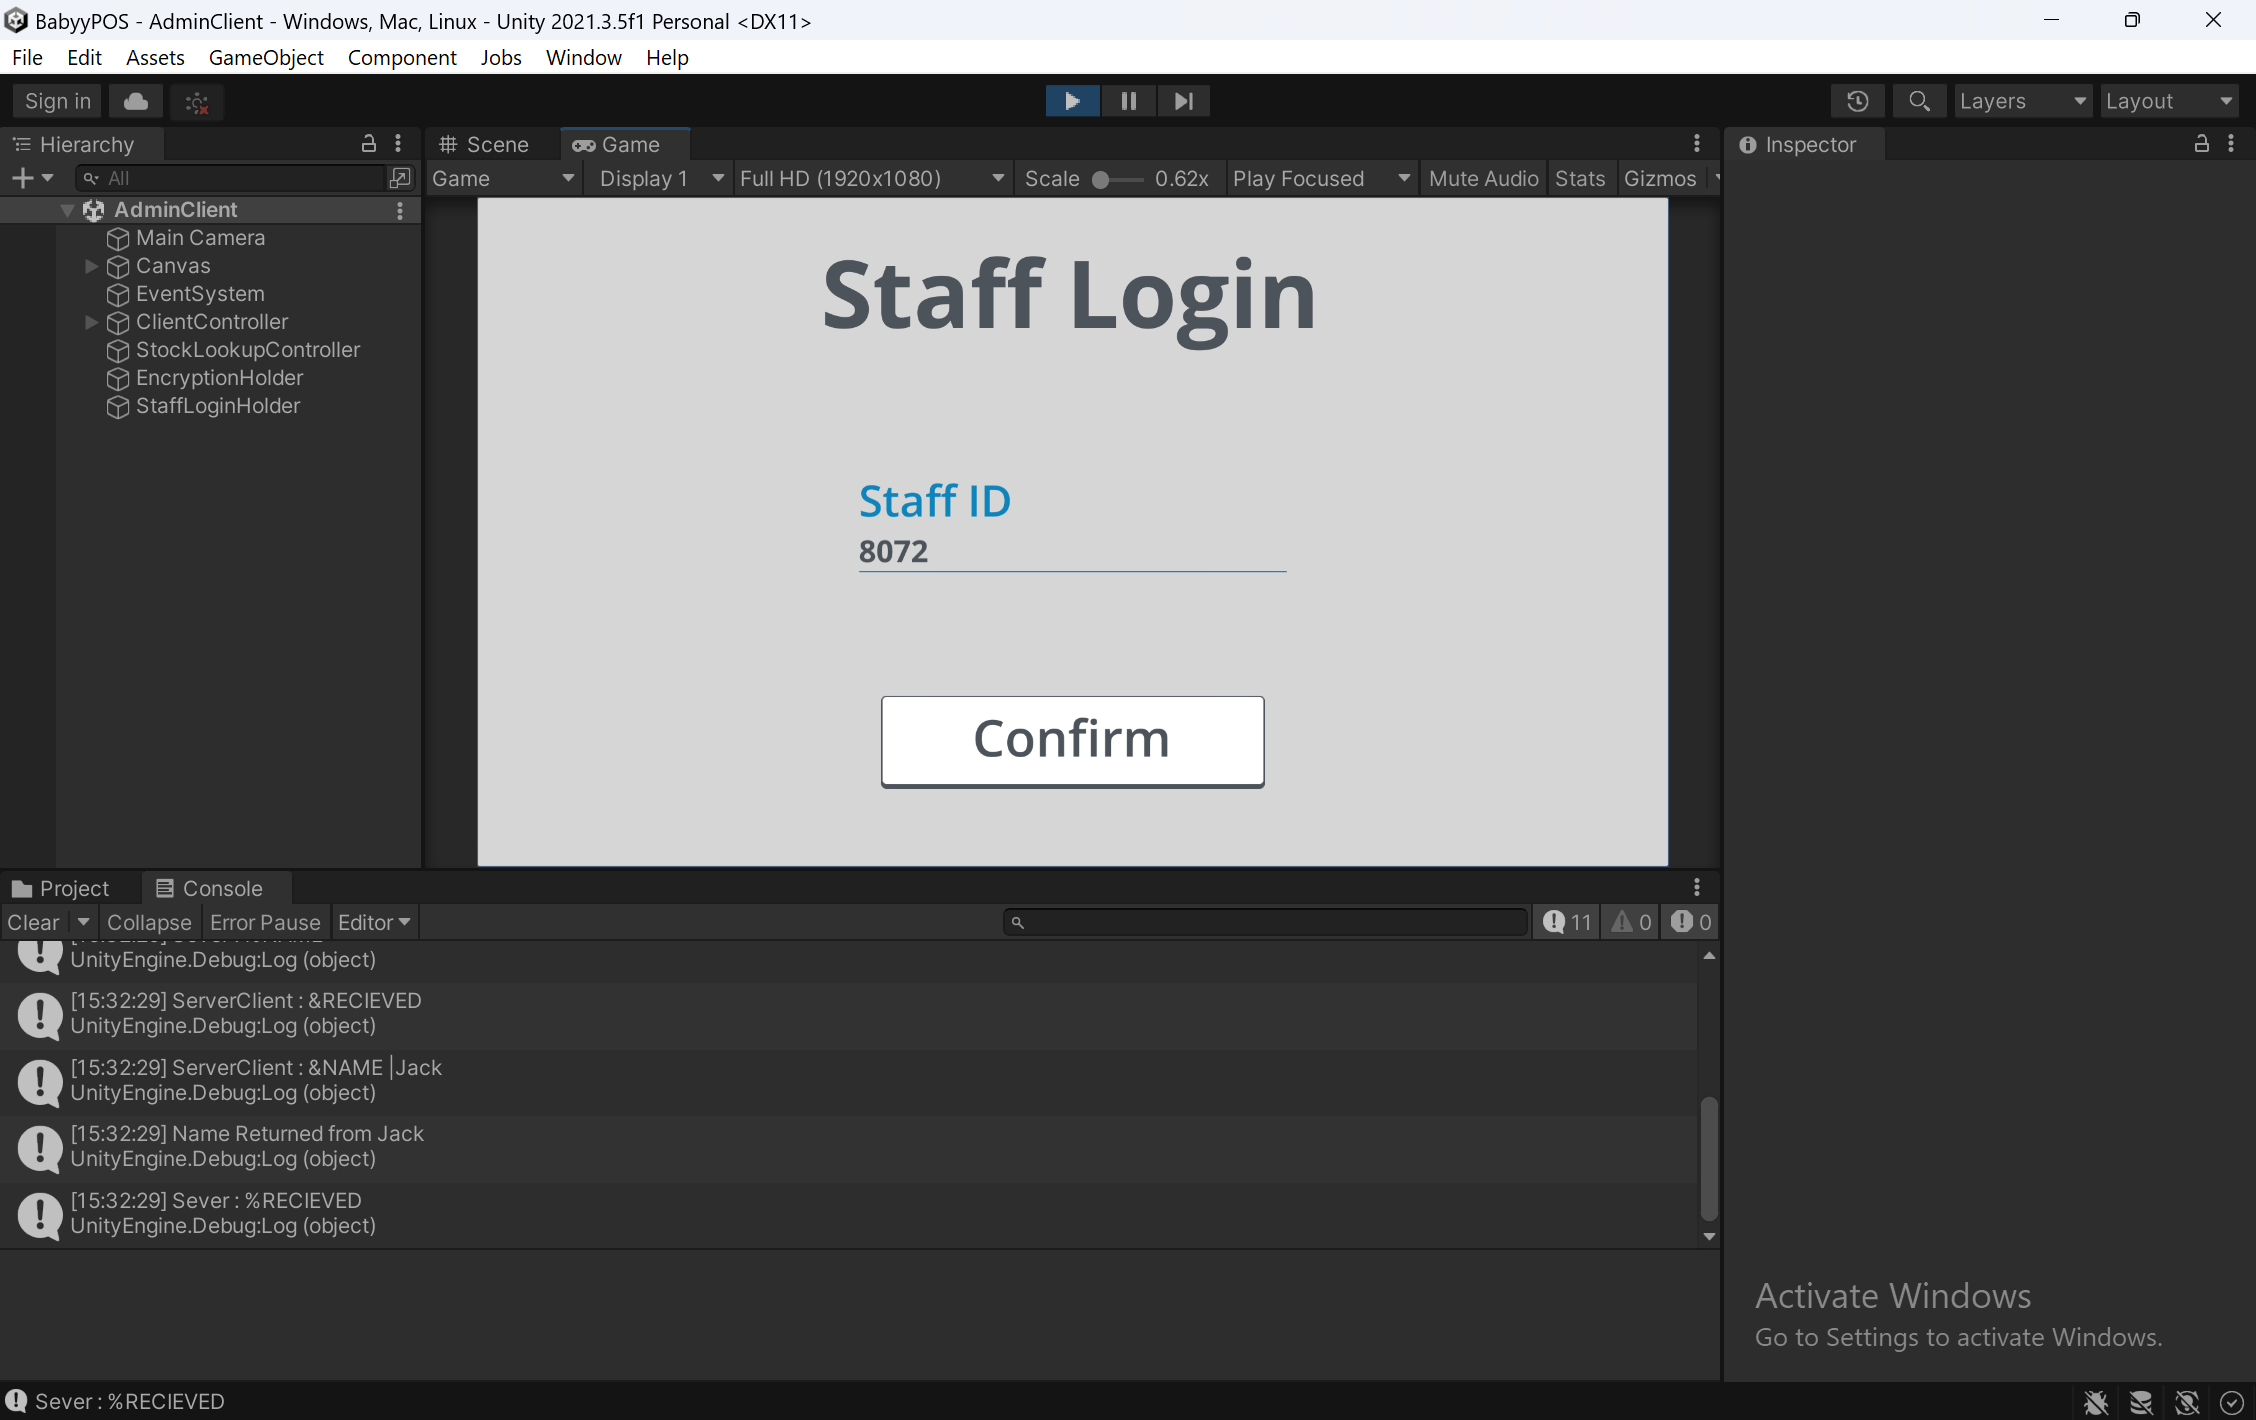 BabyyPOS - AdminClient - Windows, Mac, Linux - Unity 2021.3.5f1 Personal <DX11>
File Edit Assets GameObject Component Jobs Window Help
Sign in Layers Layout
Hierarchy Scene Game Inspector
All Game Display 1 Full HD (1920x1080) Scale 0.62x Play Focused Mute Audio Stats Gizmos
AdminClient
Main Camera
Canvas
EventSystem
ClientController
StockLookupController
EncryptionHolder
StaffLoginHolder
Staff Login
Staff ID
8072
Confirm
Project Console
Clear Collapse Error Pause Editor 11 0 0
UnityEngine.Debug:Log (object)
[15:32:29] ServerClient : &RECIEVED
UnityEngine.Debug:Log (object)
[15:32:29] ServerClient : &NAME |Jack
UnityEngine.Debug:Log (object)
[15:32:29] Name Returned from Jack
UnityEngine.Debug:Log (object)
[15:32:29] Sever : %RECIEVED
UnityEngine.Debug:Log (object)
Activate Windows
Go to Settings to activate Windows.
Sever : %RECIEVED